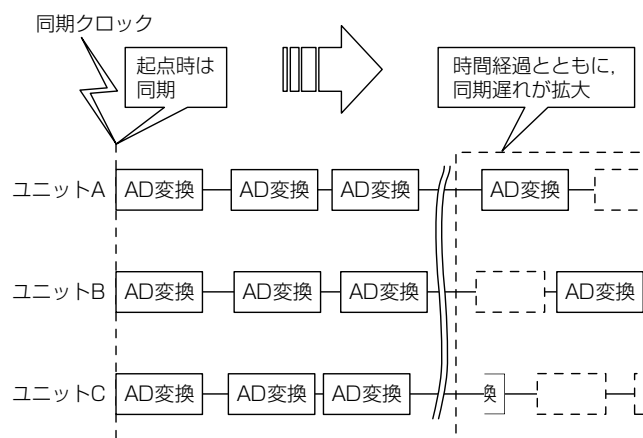 同期クロック
起点時は
同期
時間経過とともに,
同期遅れが拡大
ユニットA AD変換 AD変換 AD変換 AD変換
ユニットB AD変換 AD変換 AD変換 AD変換
ユニットC AD変換 AD変換 AD変換 換